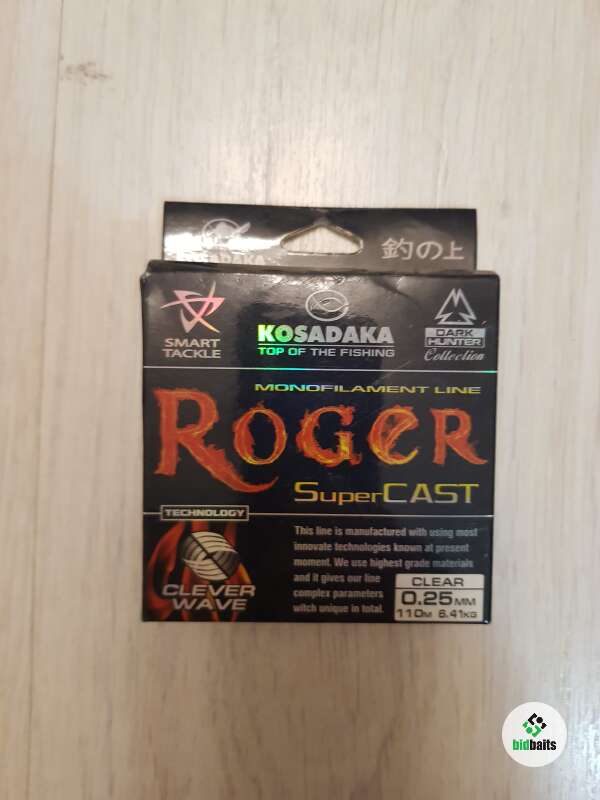 KOSADAKA
釣の上
SMART
TACKLE
KOSADAKA
TOP OF THE FISHING
DARK
HUNTER
Collection
MONOFILAMENT LINE
ROGER
SuperCAST
TECHNOLOGY
CLEVER
WAVE
This line is manufactured with using most
innovate technologies known at present
moment. We use highest grade materials
and it gives our line
complex parameters
witch unique in total.
CLEAR
0.25MM
110M 6.41KG
bidbaits